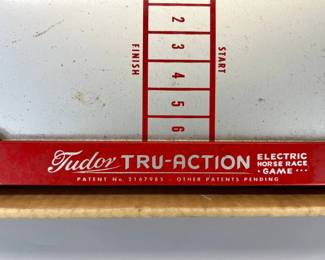 2
3
4
5
6
FINISH
START
Tudor TRU-ACTION ELECTRIC
HORSE RACE
• GAME •••
PATENT No. 2167985 - OTHER PATENTS PENDING